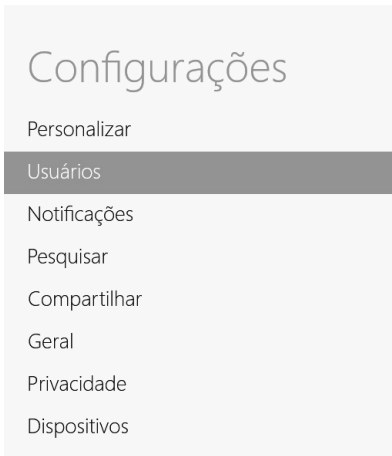 Configurações
Personalizar
Usuários
Notificações
Pesquisar
Compartilhar
Geral
Privacidade
Dispositivos